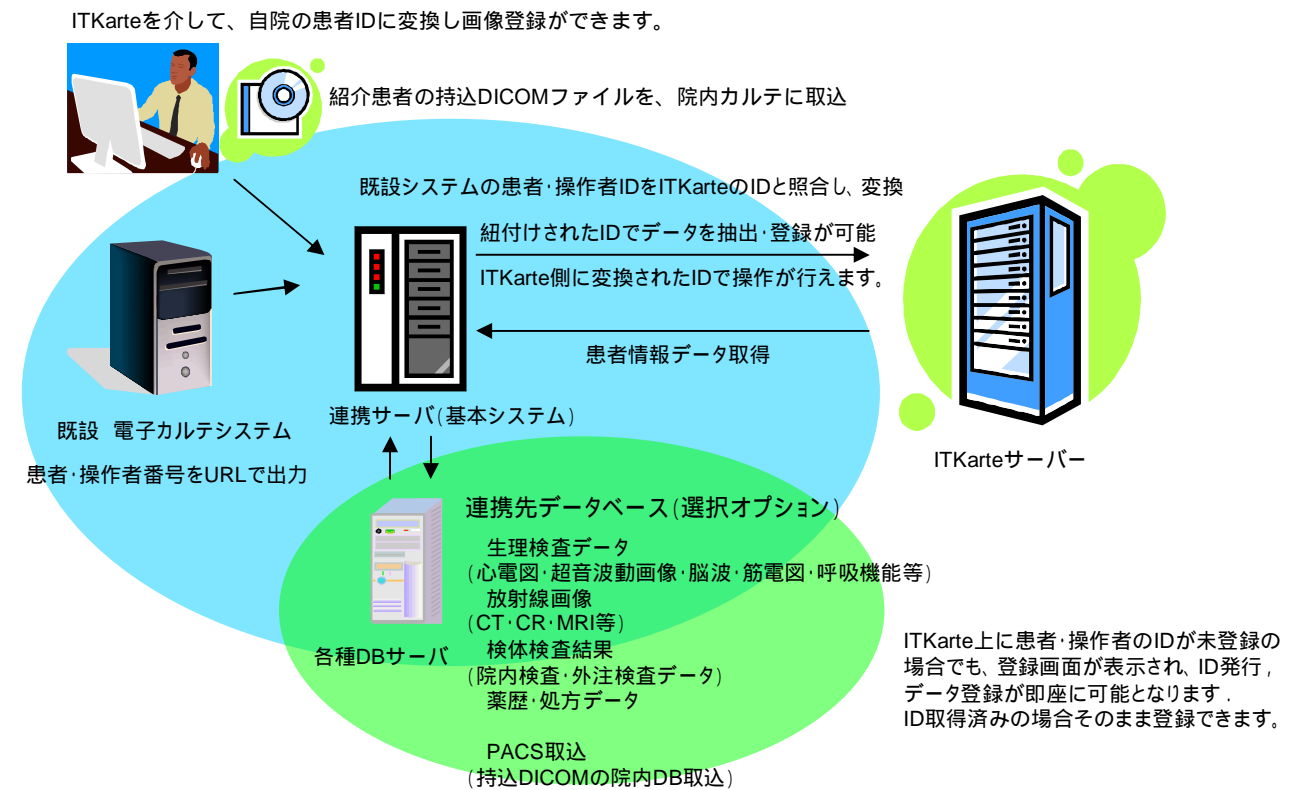 ITKarteを介して、自院の患者IDに変換し画像登録ができます。
紹介患者の持込DICOMファイルを、院内カルテに取込
既設システムの患者･操作者IDをITKarteのIDと照合し、変換
紐付けされたIDでデータを抽出･登録が可能
ITKarte側に変換されたIDで操作が行えます。
患者情報データ取得
連携サーバ(基本システム)
既設 電子カルテシステム
患者･操作者番号をURLで出力
ITKarteサーバー
連携先データベース(選択オプション)
生理検査データ
(心電図･超音波動画像･脳波･筋電図･呼吸機能等)
放射線画像
(CT･CR･MRI等)
各種DBサーバ
検体検査結果
(院内検査･外注検査データ)
薬歴･処方データ
PACS取込
(持込DICOMの院内DB取込)
ITKarte上に患者･操作者のIDが未登録の
場合でも、登録画面が表示され、ID発行,
データ登録が即座に可能となります.
ID取得済みの場合そのまま登録できます。